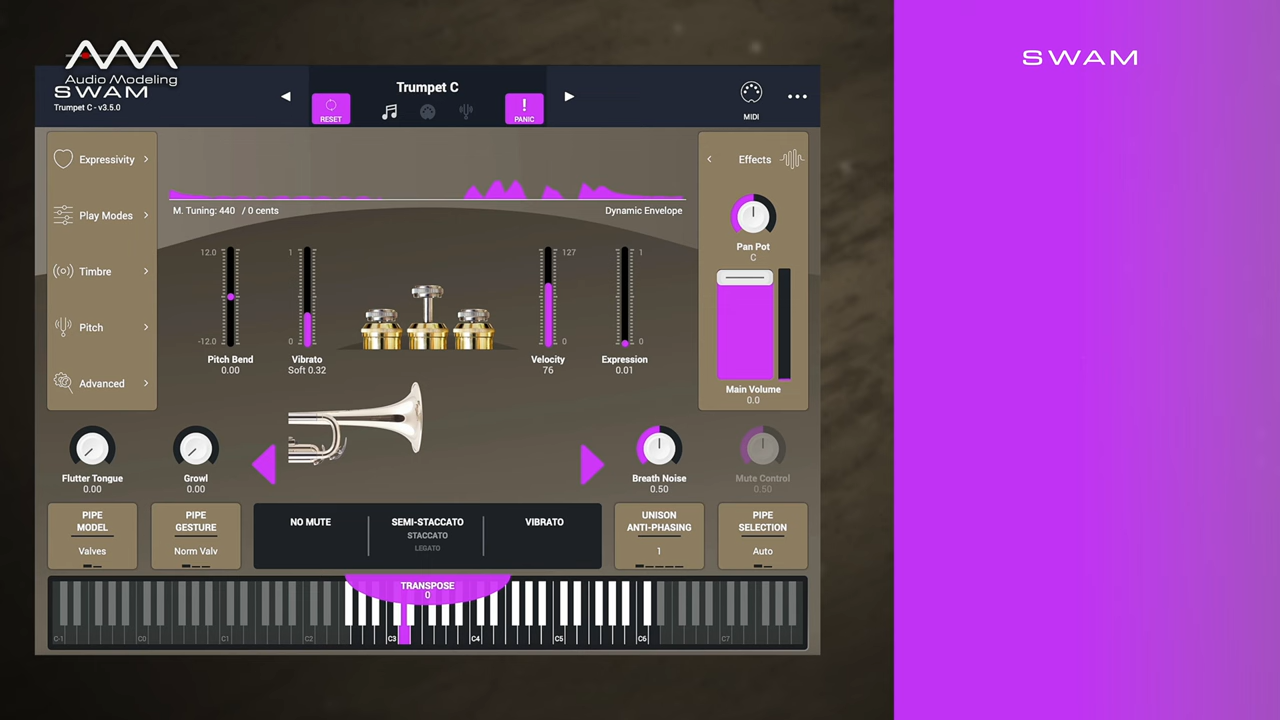 Audio Modeling
SWAM
Trumpet C - v3.5.0
RESET
Trumpet C
!
PANIC
MIDI
SWAM
Expressivity
Play Modes
Timbre
Pitch
Advanced
M. Tuning: 440 / 0 cents
Dynamic Envelope
Effects
Pan Pot
C
12.0
-12.0
Pitch Bend
0.00
1
0
Vibrato
Soft 0.32
127
0
Velocity
76
1
0
Expression
0.01
Main Volume
0.0
Flutter Tongue
0.00
Growl
0.00
Breath Noise
0.50
Mute Control
0.50
PIPE
MODEL
Valves
PIPE
GESTURE
Norm Valv
NO MUTE
SEMI-STACCATO
STACCATO
LEGATO
VIBRATO
UNISON
ANTI-PHASING
1
PIPE
SELECTION
Auto
TRANSPOSE
0
C-1 C0 C1 C2 C3 C4 C5 C6 C7